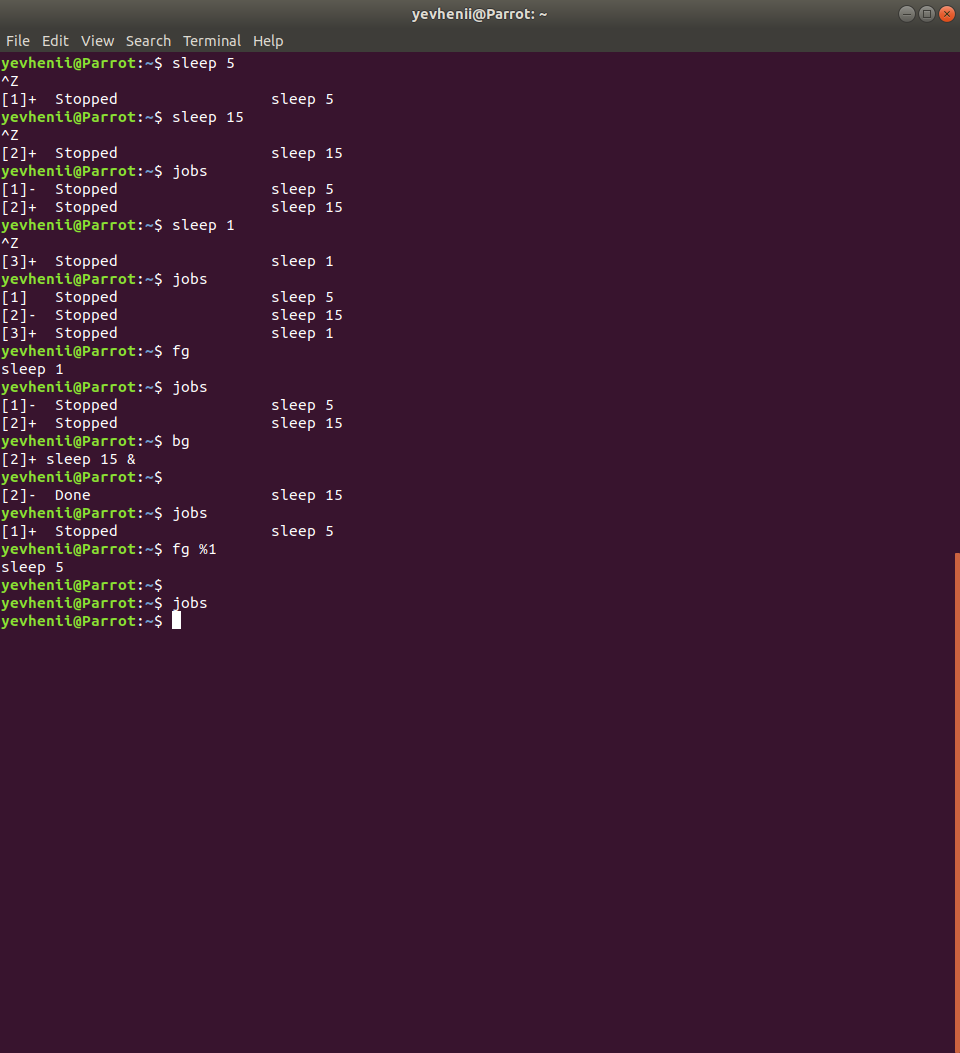 yevhenii@Parrot: ~
File Edit View Search Terminal Help
yevhenii@Parrot:~$ sleep 5
^Z
[1]+  Stopped                 sleep 5
yevhenii@Parrot:~$ sleep 15
^Z
[2]+  Stopped                 sleep 15
yevhenii@Parrot:~$ jobs
[1]-  Stopped                 sleep 5
[2]+  Stopped                 sleep 15
yevhenii@Parrot:~$ sleep 1
^Z
[3]+  Stopped                 sleep 1
yevhenii@Parrot:~$ jobs
[1]   Stopped                 sleep 5
[2]-  Stopped                 sleep 15
[3]+  Stopped                 sleep 1
yevhenii@Parrot:~$ fg
sleep 1
yevhenii@Parrot:~$ jobs
[1]-  Stopped                 sleep 5
[2]+  Stopped                 sleep 15
yevhenii@Parrot:~$ bg
[2]+ sleep 15 &
yevhenii@Parrot:~$
[2]-  Done                    sleep 15
yevhenii@Parrot:~$ jobs
[1]+  Stopped                 sleep 5
yevhenii@Parrot:~$ fg %1
sleep 5
yevhenii@Parrot:~$
yevhenii@Parrot:~$ jobs
yevhenii@Parrot:~$